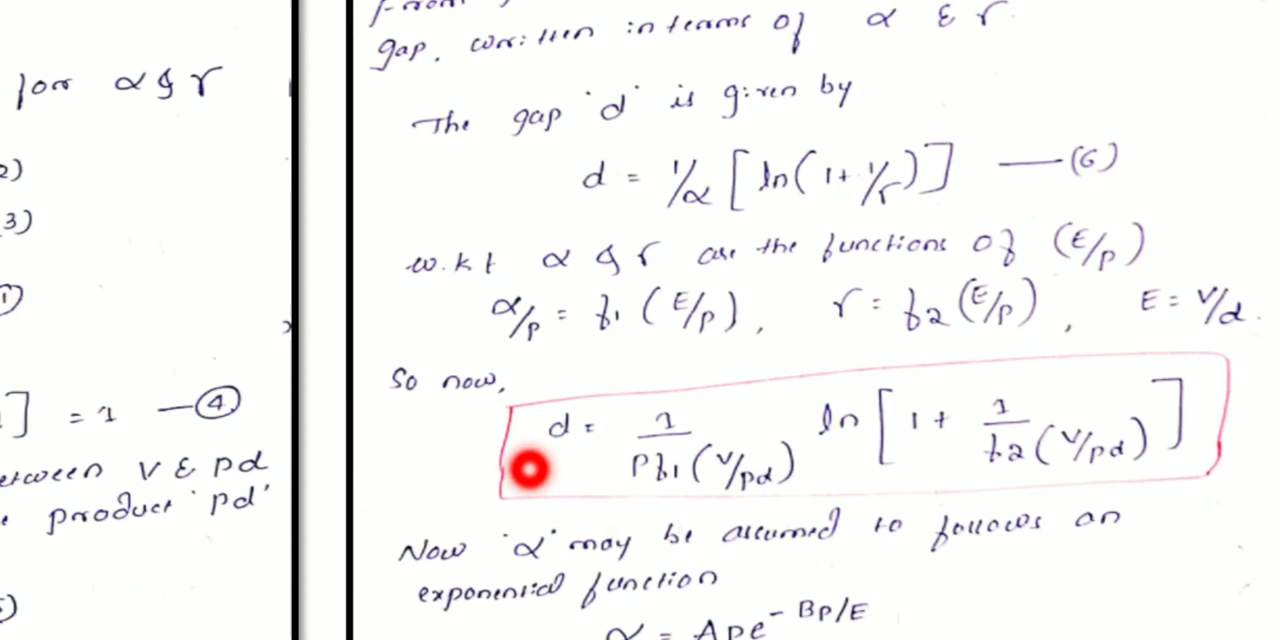 for α & γ
2)
3)
1
] = 1 — 4
between V & pd
product 'pd'
gap, written in terms of α & γ
The gap 'd' is given by
d = 1/α [ln(1+1/γ)] — (6)
w.k.t α & γ are the functions of (E/p)
α/p = f1 (E/p), γ = f2 (E/p), E = V/d.
So now,
d = 1/(P f1 (V/pd)) ln [1 + 1/(f2 (V/pd))]
Now 'α' may be assumed to follows an
exponential function
α = Ape^-Bp/E